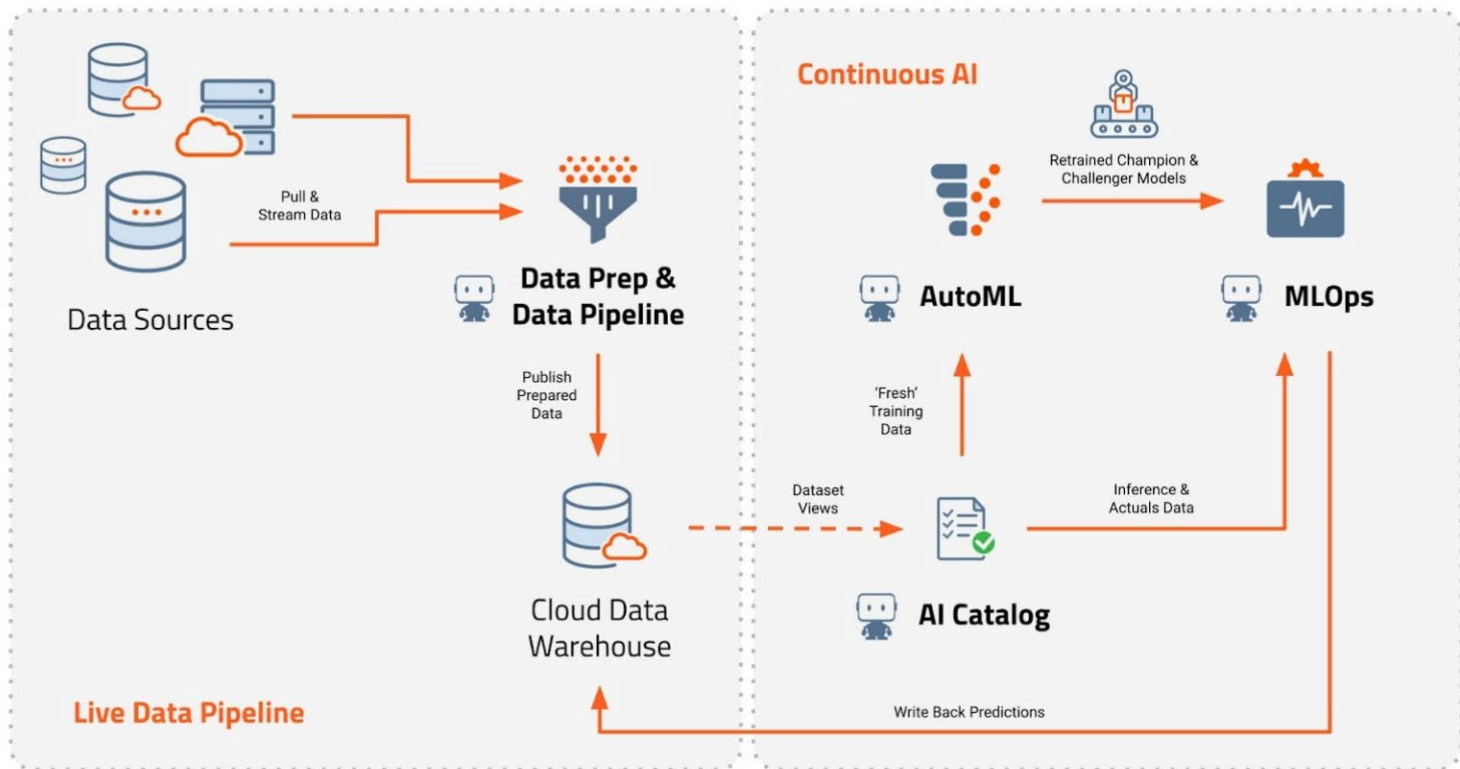 Continuous AI
Retrained Champion &
Challenger Models
Pull &
Stream Data
Data Sources
Data Prep &
Data Pipeline
AutoML
MLOps
Publish
Prepared
Data
'Fresh'
Training
Data
Dataset
Views
Inference &
Actuals Data
Cloud Data
Warehouse
AI Catalog
Live Data Pipeline
Write Back Predictions